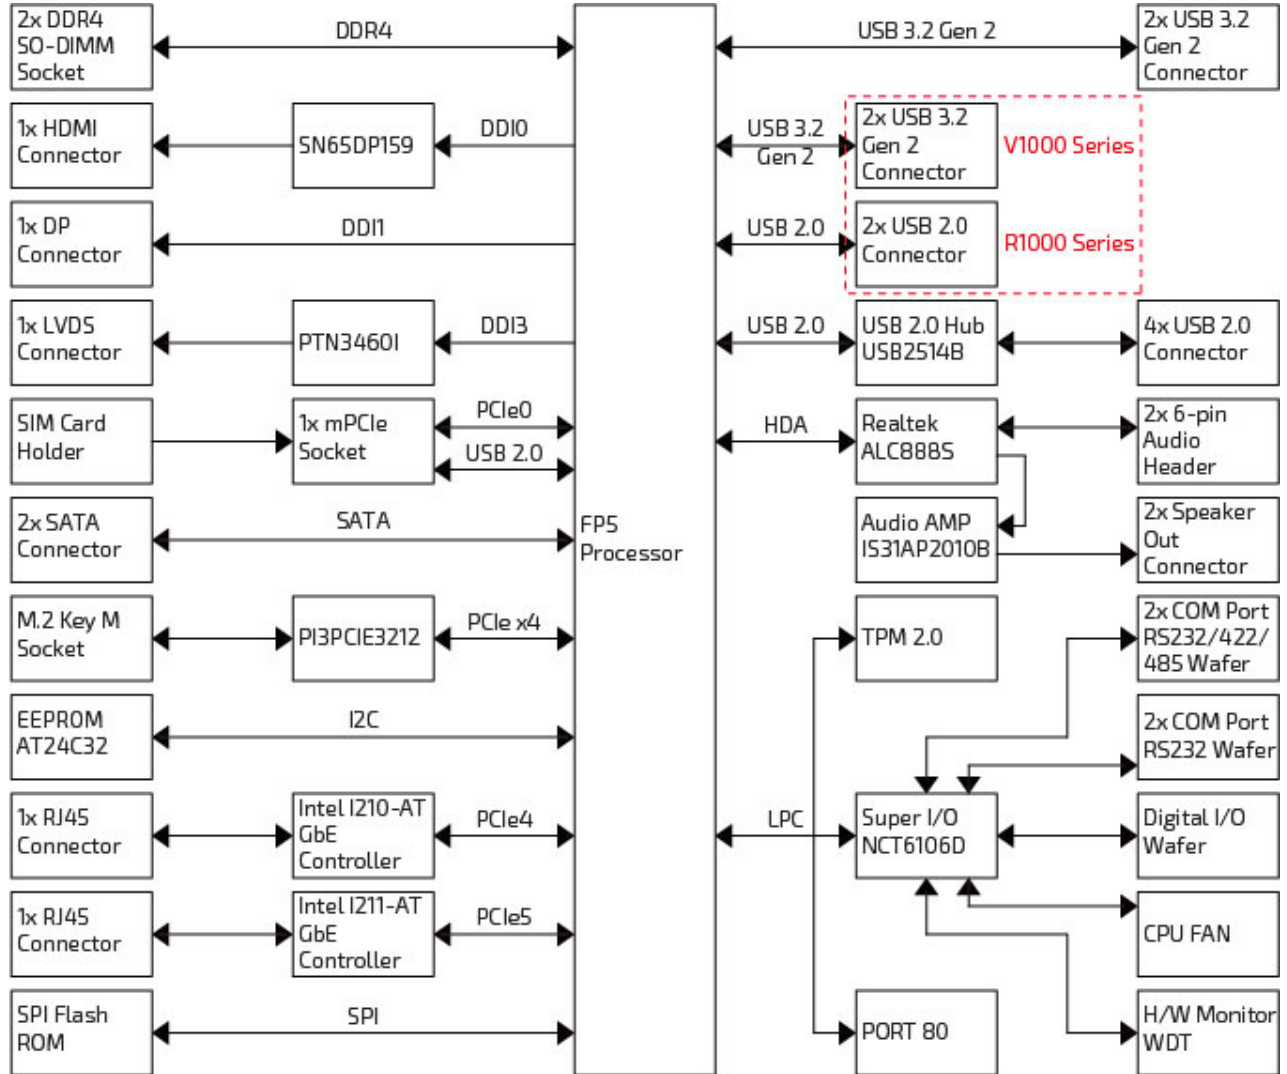 2x DDR4
SO-DIMM
Socket
DDR4
USB 3.2 Gen 2
2x USB 3.2
Gen 2
Connector
1x HDMI
Connector
SN65DP159
DDI0
USB 3.2
Gen 2
2x USB 3.2
Gen 2
Connector
V1000 Series
1x DP
Connector
DDI1
USB 2.0
2x USB 2.0
Connector
R1000 Series
1x LVDS
Connector
PTN3460I
DDI3
USB 2.0
USB 2.0 Hub
USB2514B
4x USB 2.0
Connector
SIM Card
Holder
1x mPCIe
Socket
PCIe0
USB 2.0
HDA
Realtek
ALC888S
2x 6-pin
Audio
Header
2x SATA
Connector
SATA
FP5
Processor
Audio AMP
IS31AP2010B
2x Speaker
Out
Connector
M.2 Key M
Socket
PI3PCIE3212
PCIe x4
TPM 2.0
2x COM Port
RS232/422/
485 Wafer
EEPROM
AT24C32
I2C
2x COM Port
RS232 Wafer
1x RJ45
Connector
Intel I210-AT
GbE
Controller
PCIe4
LPC
Super I/O
NCT6106D
Digital I/O
Wafer
1x RJ45
Connector
Intel I211-AT
GbE
Controller
PCIe5
CPU FAN
SPI Flash
ROM
SPI
PORT 80
H/W Monitor
WDT